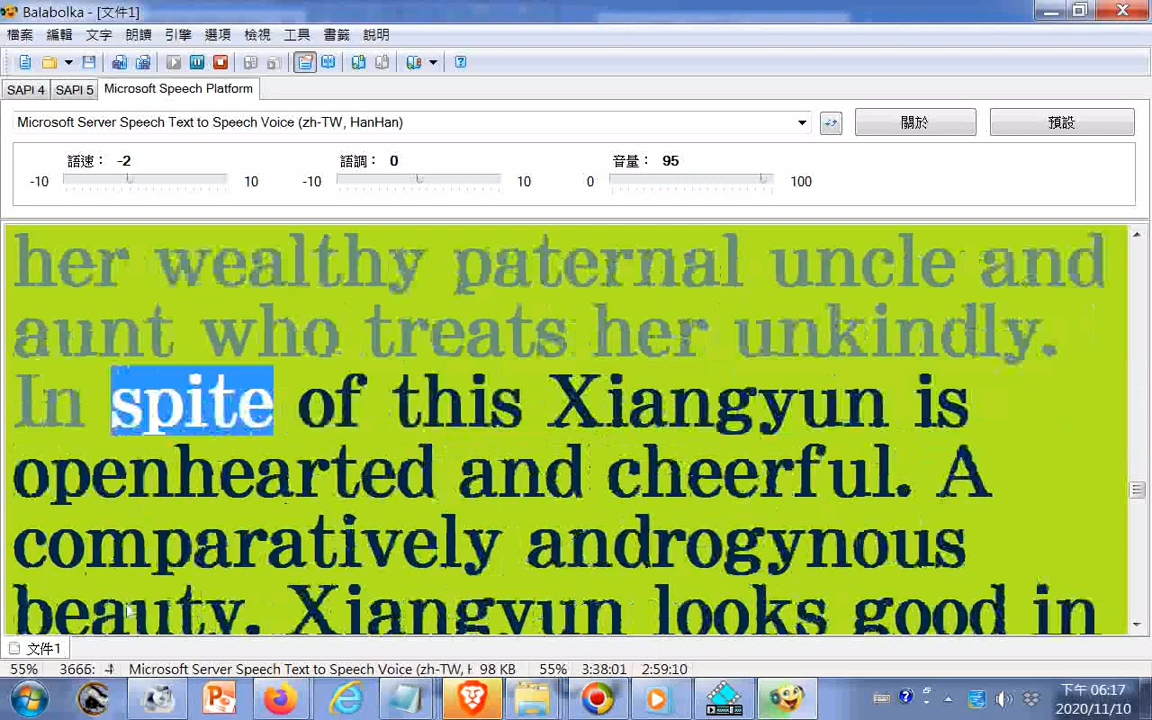 Balabolka - [文件1]
檔案 編輯 文字 朗讀 引擎 選項 檢視 工具 書籤 說明
SAPI 4 SAPI 5 Microsoft Speech Platform
Microsoft Server Speech Text to Speech Voice (zh-TW, HanHan) 關於 預設
語速： -2 語調： 0 音量： 95
-10 10 -10 10 0 100
her wealthy paternal uncle and
aunt who treats her unkindly.
In spite of this Xiangyun is
openhearted and cheerful. A
comparatively androgynous
beauty. Xiangyun looks good in
文件1
55% 3666: Microsoft Server Speech Text to Speech Voice (zh-TW, H 98 KB 55% 3:38:01 2:59:10
下午 06:17
2020/11/10